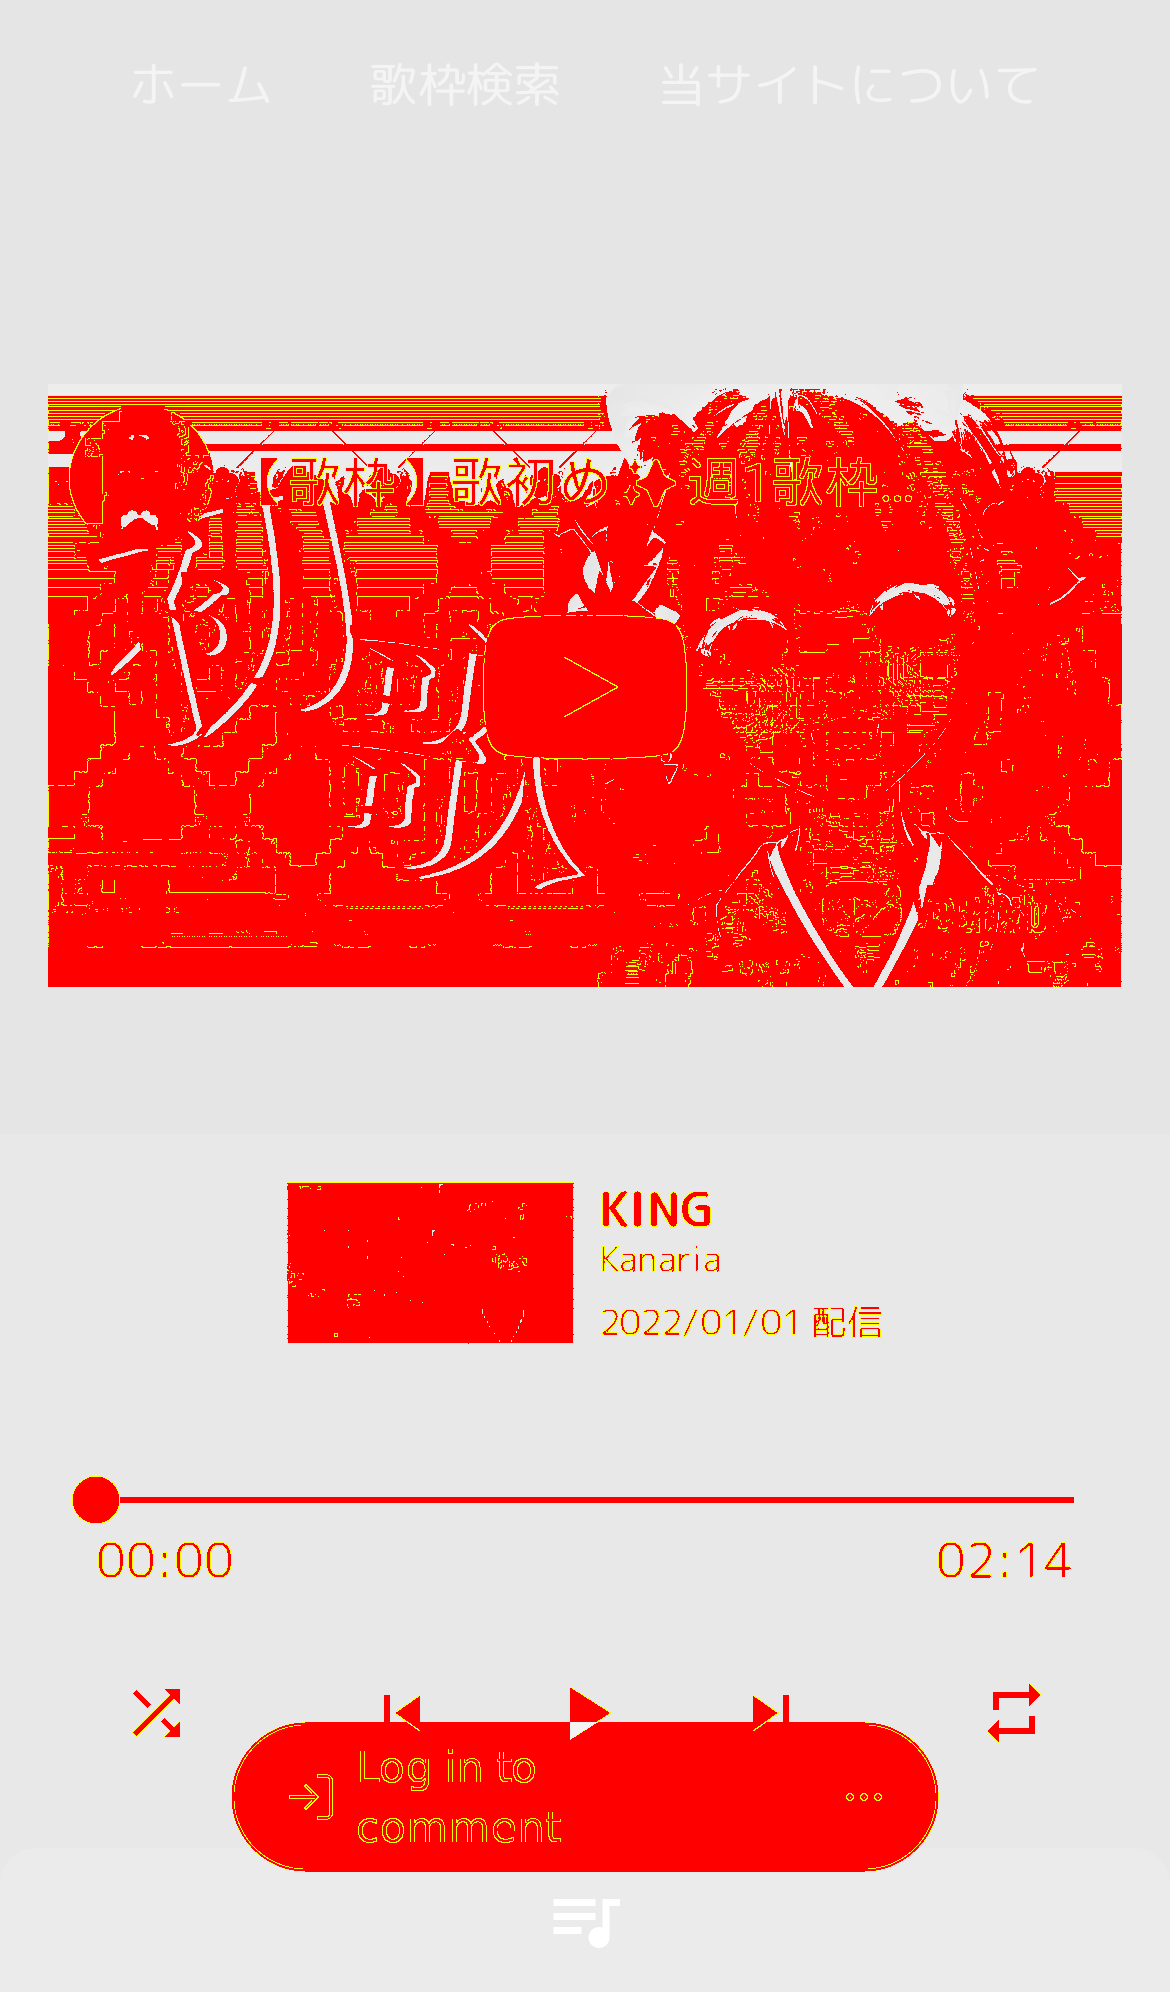 ホーム 歌枠検索 当サイトについて
【歌枠】歌初め✨ 週1歌枠...
初歌
KING
Kanaria
2022/01/01 配信
00:00 02:14
Log in to
comment